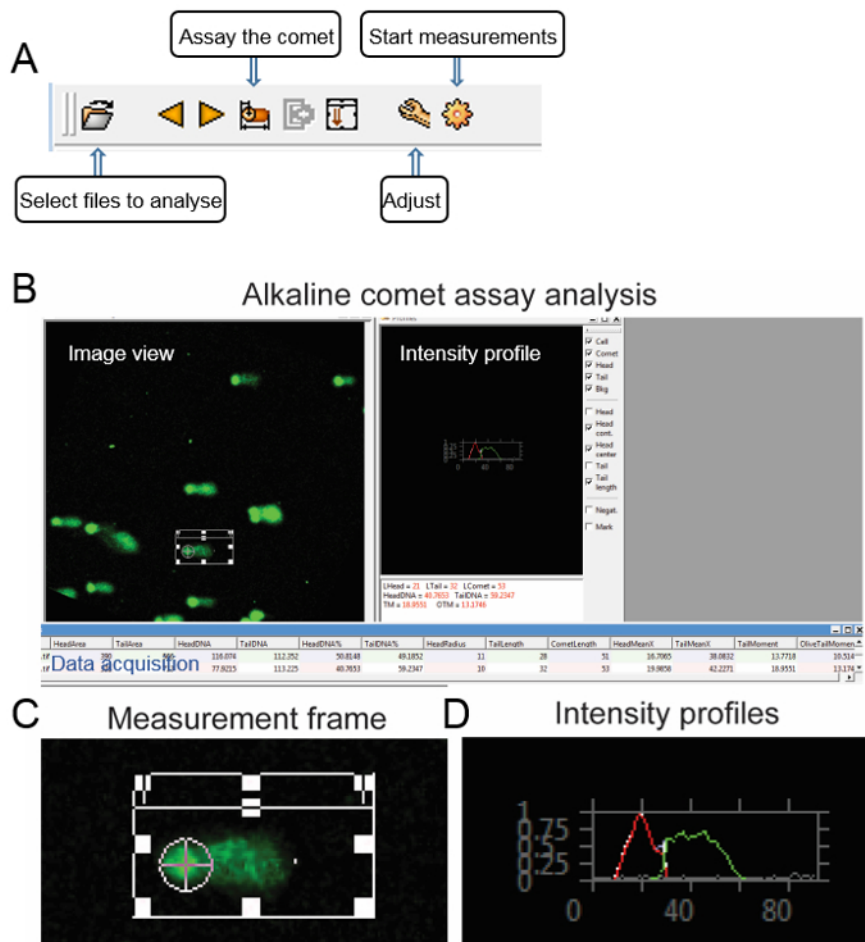 Assay the comet
Start measurements
A
Select files to analyse
Adjust
B
Alkaline comet assay analysis
Image view
Intensity profile
Cell
Comet
Head
Tail
Bkg
Head
Head cont.
Head center
Tail
Tail length
Negat.
Mark
0 40 80
LHead = 21 LTail = 32 LComet = 53
HeadDNA = 40.7653 TailDNA = 59.2347
TM = 18.9551 OTM = 13.1746
HeadArea TailArea HeadDNA TailDNA HeadDNA% TailDNA% HeadRadius TailLength CometLength HeadMeanX TailMeanX TailMoment OliveTailMomen
116.074 112.252 50.8148 49.1852 11 28 51 16.7065 38.0832 13.7718 10.514
77.9215 113.225 40.7653 59.2347 10 32 53 19.9858 42.2271 18.9551 13.174
Data acquisition
C
Measurement frame
D
Intensity profiles
1
0.75
0.5
0.25
0
0 40 80